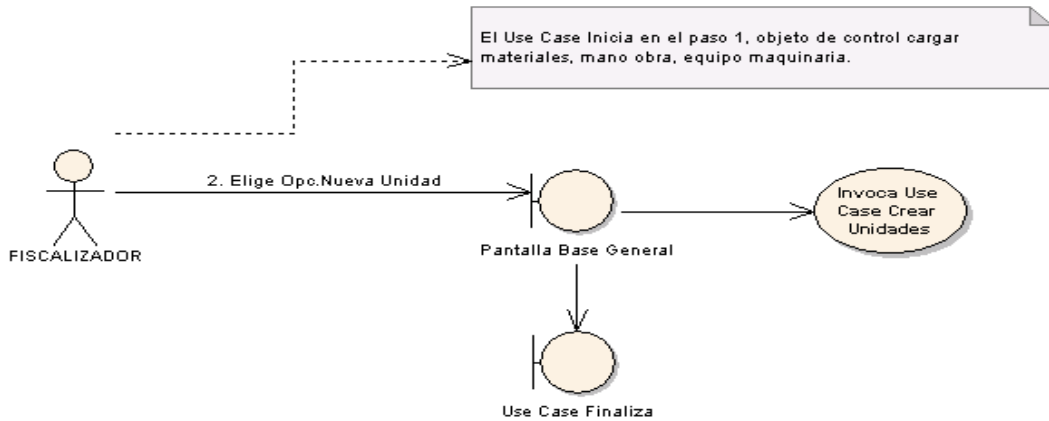 El Use Case Inicia en el paso 1, objeto de control cargar
materiales, mano obra, equipo maquinaria.
2. Elige Opc.Nueva Unidad
Invoca Use
Case Crear
Unidades
FISCALIZADOR
Pantalla Base General
Use Case Finaliza